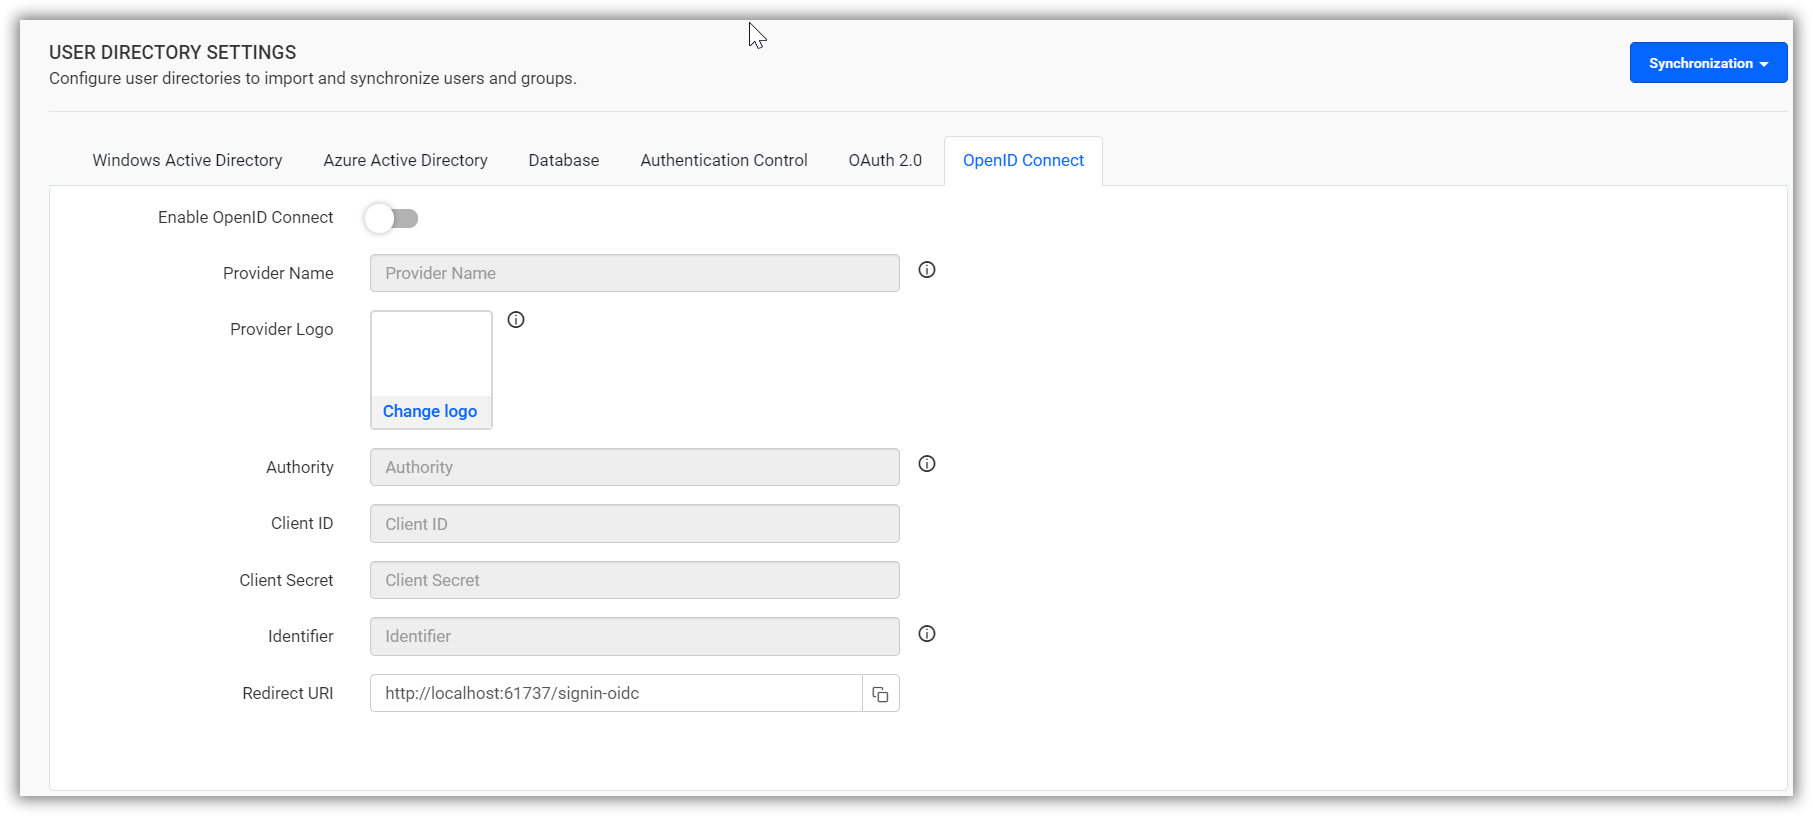 USER DIRECTORY SETTINGS
Configure user directories to import and synchronize users and groups.
Synchronization
Windows Active Directory
Azure Active Directory
Database
Authentication Control
OAuth 2.0
OpenID Connect
Enable OpenID Connect
Provider Name
Provider Name
Provider Logo
Change logo
Authority
Authority
Client ID
Client ID
Client Secret
Client Secret
Identifier
Identifier
Redirect URI
http://localhost:61737/signin-oidc